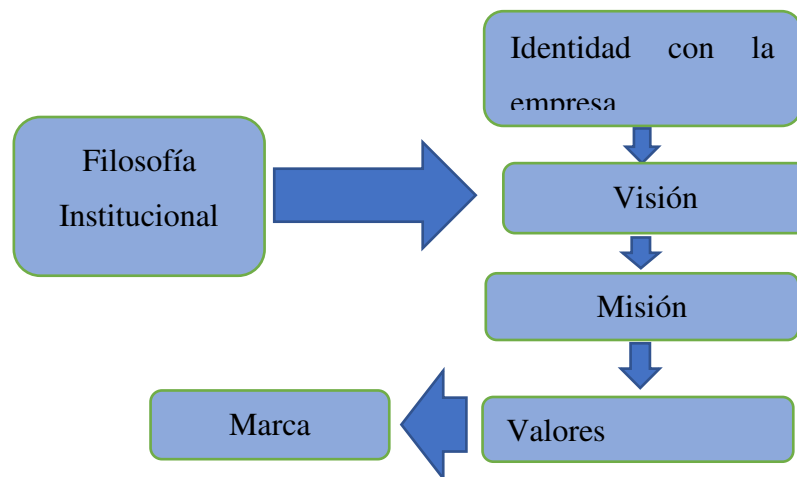 Identidad con la
empresa
Filosofía
Institucional
Visión
Misión
Valores
Marca